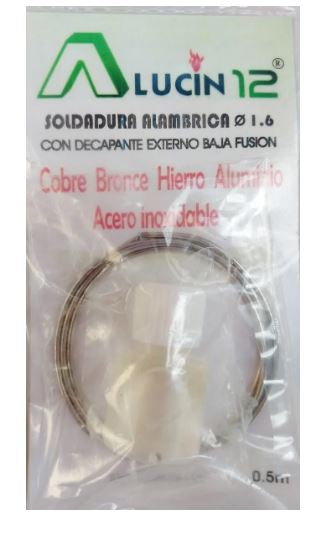 ALUCIN 12 ®
SOLDADURA ALAMBRICA Ø 1.6
CON DECAPANTE EXTERNO BAJA FUSION
Cobre Bronce Hierro Aluminio
Acero inoxidable
0.5m